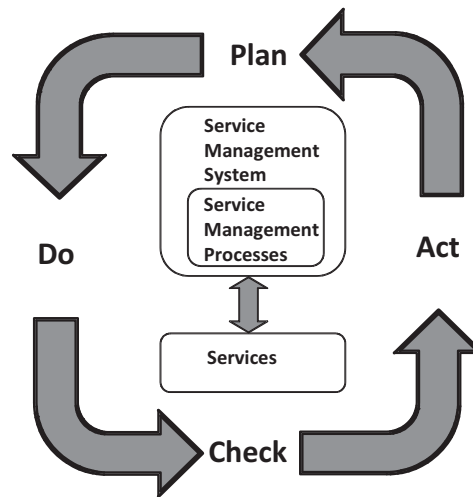 Plan
Service
Management
System
Service
Management
Processes
Do
Act
Services
Check